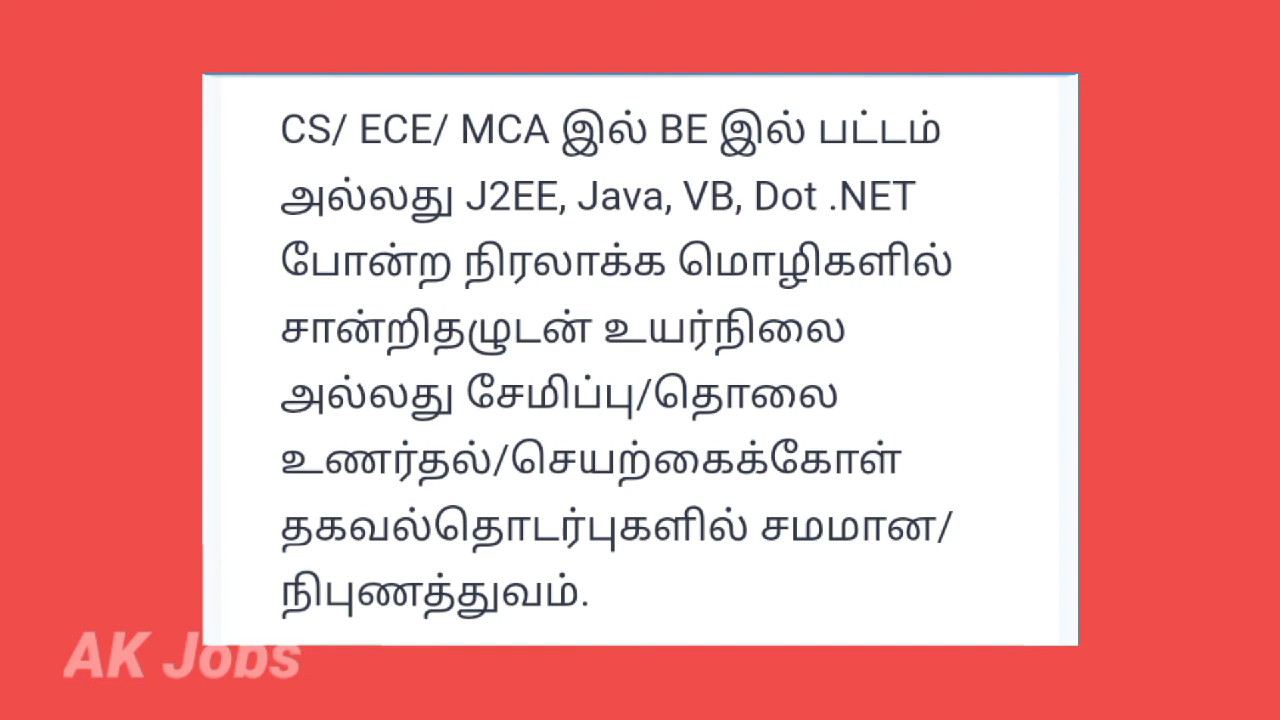 CS/ ECE/ MCA இல் BE இல் பட்டம்
அல்லது J2EE, Java, VB, Dot .NET
போன்ற நிரலாக்க மொழிகளில்
சான்றிதழுடன் உயர்நிலை
அல்லது சேமிப்பு/தொலை
உணர்தல்/செயற்கைக்கோள்
தகவல்தொடர்புகளில் சமமான/
நிபுணத்துவம்.
AK Jobs